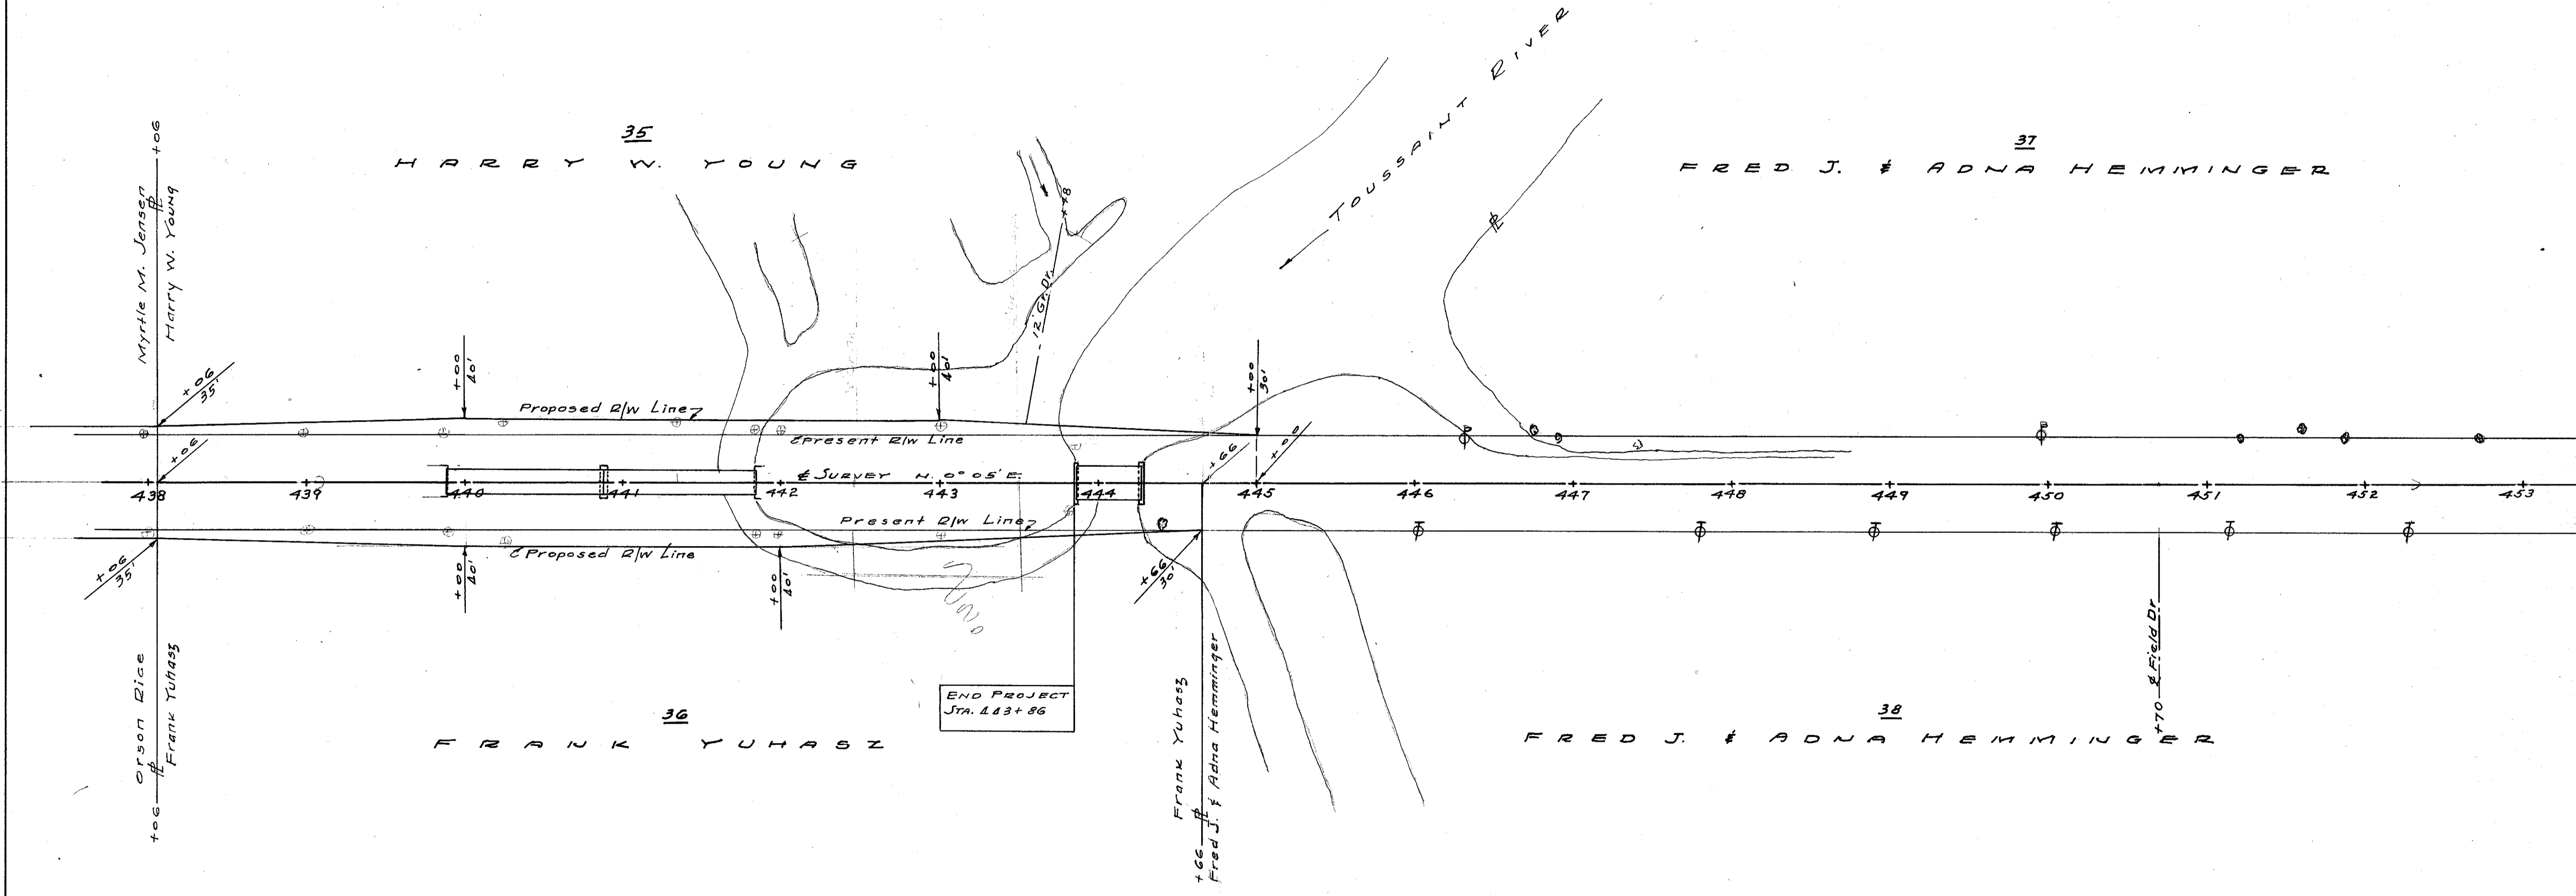 TOUSSAINT RIVER
35
HARRY W. YOUNG
37
FRED J. & ADNA HEMMINGER
+06
Myrtle M. Jensen
PL
Harry W. Young
+48
12' Gr. Dr.
PL
+06
35'
+00
40'
+00
40'
+00
30'
Proposed R/W Line
Present R/W Line
+06
+66
+00
℄ SURVEY N. 0° 05' E.
438 439 440 441 442 443 444 445 446 447 448 449 450 451 452 453
Present R/W Line
Proposed R/W Line
+06
35'
+00
40'
+00
40'
+66
30'
Orson Rice
PL
Frank Yuhasz
+06
36
FRANK YUHASZ
END PROJECT
STA. 443+86
Frank Yuhasz
PL
Fred J. & Adna Hemminger
+66
38
FRED J. & ADNA HEMMINGER
+70 ℄ Field Dr